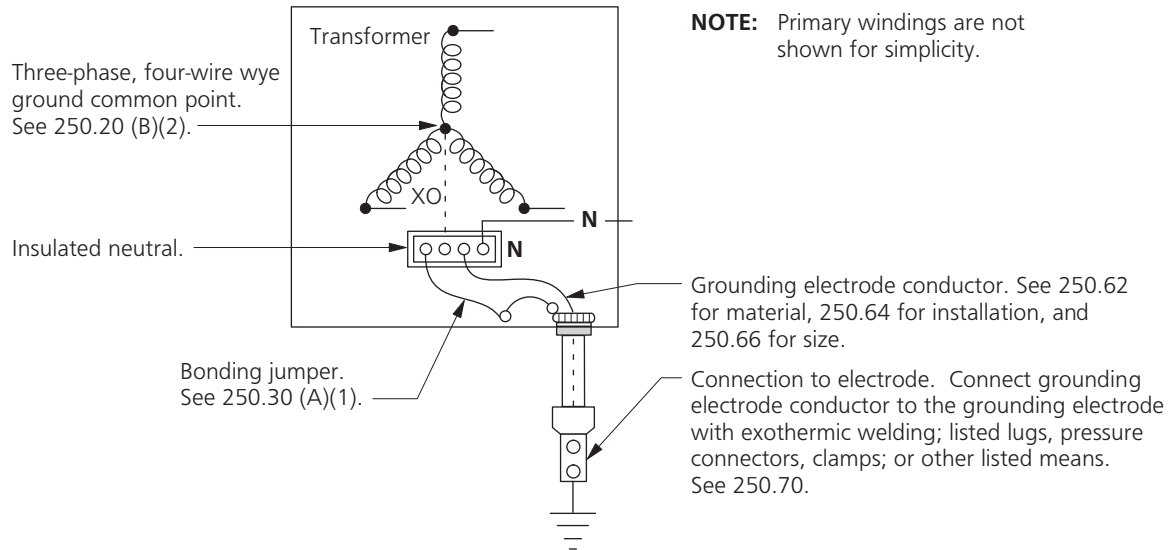 Transformer
NOTE: Primary windings are not
shown for simplicity.
Three-phase, four-wire wye
ground common point.
See 250.20 (B)(2).
XO
N
Insulated neutral.
N
Grounding electrode conductor. See 250.62
for material, 250.64 for installation, and
250.66 for size.
Bonding jumper.
See 250.30 (A)(1).
Connection to electrode. Connect grounding
electrode conductor to the grounding electrode
with exothermic welding; listed lugs, pressure
connectors, clamps; or other listed means.
See 250.70.